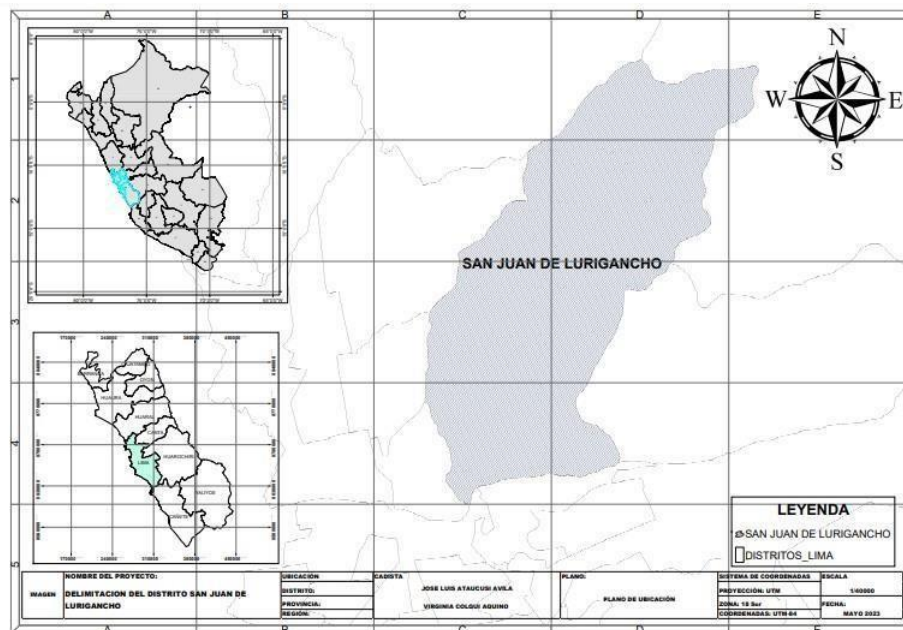 A B C D E
1
2
3
4
5
N
W E
S
SAN JUAN DE LURIGANCHO
HUAURA
HUARAL
CANTA
LIMA
HUAROCHIRI
YAUYOS
CAÑETE
LEYENDA
SAN JUAN DE LURIGANCHO
DISTRITOS_LIMA
IMAGEN
NOMBRE DEL PROYECTO:
DELIMITACION DEL DISTRITO SAN JUAN DE
LURIGANCHO
UBICACIÓN
DISTRITO:
PROVINCIA:
REGIÓN:
CADISTA
JOSE LUIS ATAUCUSI AVILA
VIRGINIA COLQUI AQUINO
PLANO:
PLANO DE UBICACIÓN
SISTEMA DE COORDENADAS
PROYECCIÓN: UTM
ZONA: 18 Sur
COORDENADAS: UTM-84
ESCALA
1/40000
FECHA:
MAYO 2023
A B C D E